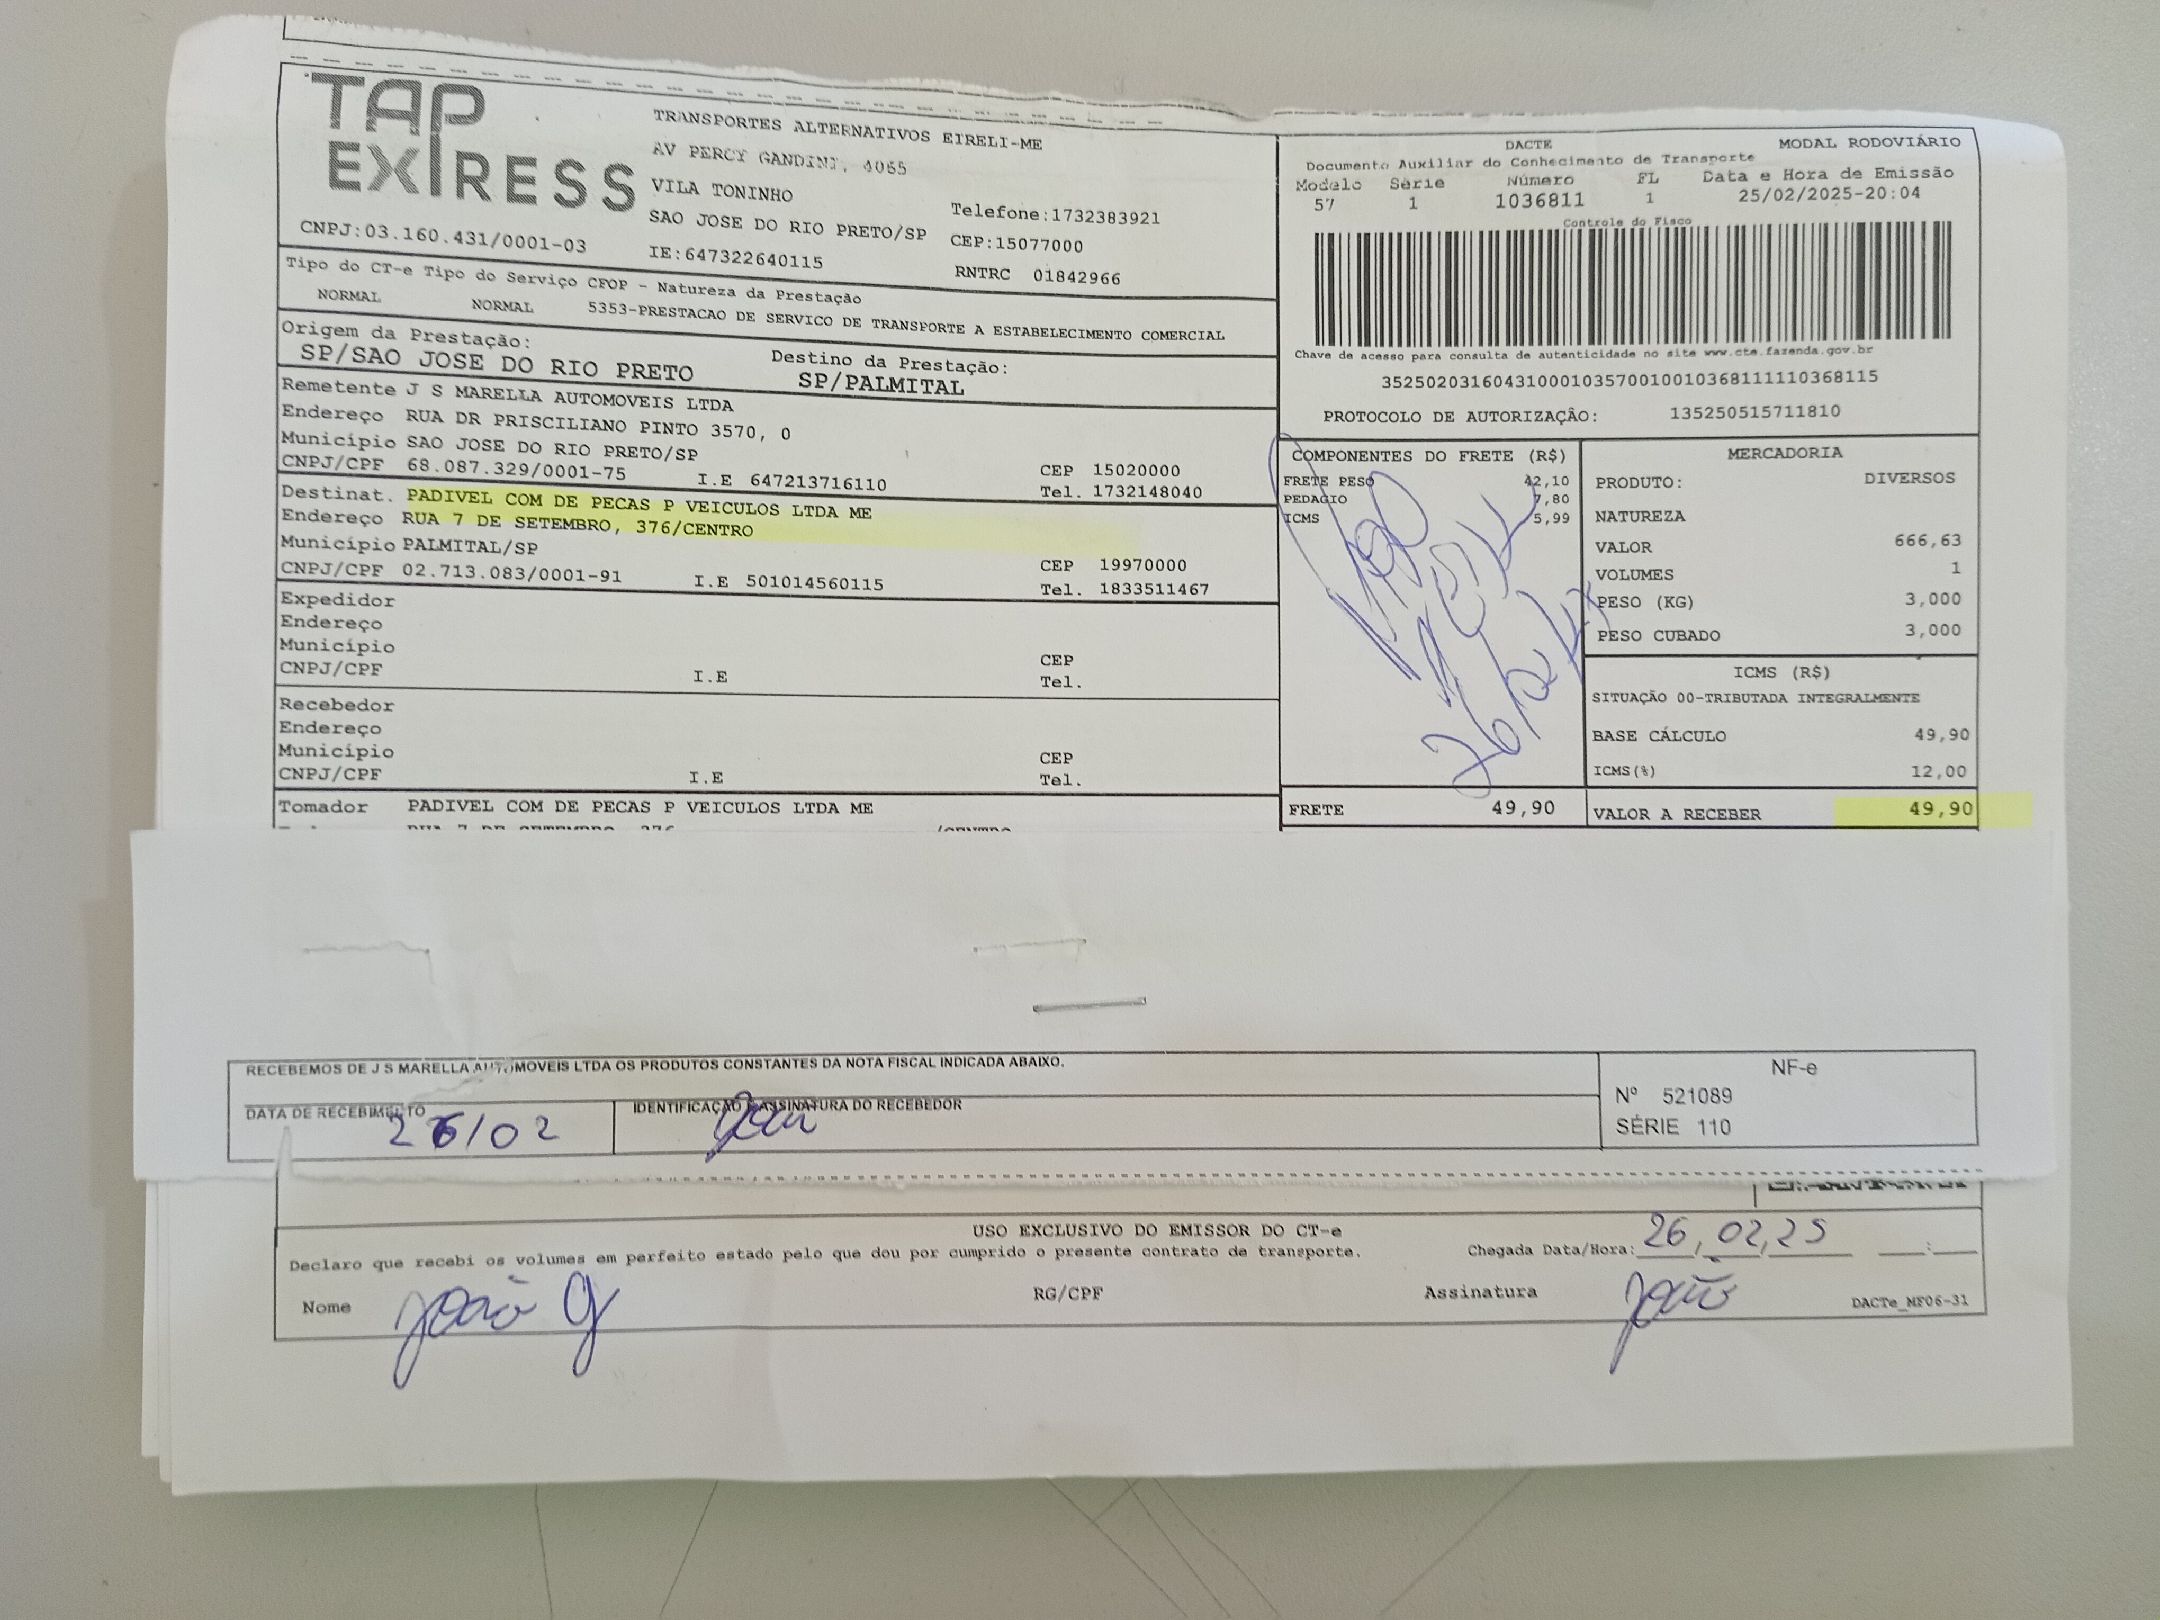 TAP EXPRESS
TRANSPORTES ALTERNATIVOS EIRELI-ME
AV PERCY GANDINI, 4065
VILA TONINHO
SAO JOSE DO RIO PRETO/SP
Telefone:1732383921
CEP:15077000
CNPJ:03.160.431/0001-03
IE:647322640115
RNTRC 01842966
Tipo do CT-e Tipo do Serviço CFOP - Natureza da Prestação
NORMAL NORMAL 5353-PRESTACAO DE SERVICO DE TRANSPORTE A ESTABELECIMENTO COMERCIAL
Origem da Prestação:
SP/SAO JOSE DO RIO PRETO
Destino da Prestação:
SP/PALMITAL
Remetente J S MARELLA AUTOMOVEIS LTDA
Endereço RUA DR PRISCILIANO PINTO 3570, 0
Município SAO JOSE DO RIO PRETO/SP
CEP 15020000
CNPJ/CPF 68.087.329/0001-75 I.E 647213716110 Tel. 1732148040
Destinat. PADIVEL COM DE PECAS P VEICULOS LTDA ME
Endereço RUA 7 DE SETEMBRO, 376/CENTRO
Município PALMITAL/SP CEP 19970000
CNPJ/CPF 02.713.083/0001-91 I.E 501014560115 Tel. 1833511467
Expedidor
Endereço
Município CEP
CNPJ/CPF I.E Tel.
Recebedor
Endereço
Município CEP
CNPJ/CPF I.E Tel.
Tomador PADIVEL COM DE PECAS P VEICULOS LTDA ME
DACTE MODAL RODOVIÁRIO
Documento Auxiliar do Conhecimento de Transporte
Modelo Série Número FL Data e Hora de Emissão
57 1 1036811 1 25/02/2025-20:04
Controle do Fisco
Chave de acesso para consulta de autenticidade no site www.cte.fazenda.gov.br
35250203160431000103570010010368111110368115
PROTOCOLO DE AUTORIZAÇÃO: 135250515711810
COMPONENTES DO FRETE (R$)
FRETE PESO 42,10
PEDAGIO 7,80
ICMS 5,99
FRETE 49,90
MERCADORIA
PRODUTO: DIVERSOS
NATUREZA
VALOR 666,63
VOLUMES 1
PESO (KG) 3,000
PESO CUBADO 3,000
ICMS (R$)
SITUAÇÃO 00-TRIBUTADA INTEGRALMENTE
BASE CÁLCULO 49,90
ICMS(%) 12,00
VALOR A RECEBER 49,90
RECEBEMOS DE J S MARELLA AUTOMOVEIS LTDA OS PRODUTOS CONSTANTES DA NOTA FISCAL INDICADA ABAIXO.
DATA DE RECEBIMENTO
26/02
IDENTIFICAÇÃO E ASSINATURA DO RECEBEDOR
NF-e
Nº 521089
SÉRIE 110
USO EXCLUSIVO DO EMISSOR DO CT-e
Declaro que recebi os volumes em perfeito estado pelo que dou por cumprido o presente contrato de transporte.
Chegada Data/Hora: 26,02,25 :
Nome João G RG/CPF Assinatura João
DACTe_MF06-31